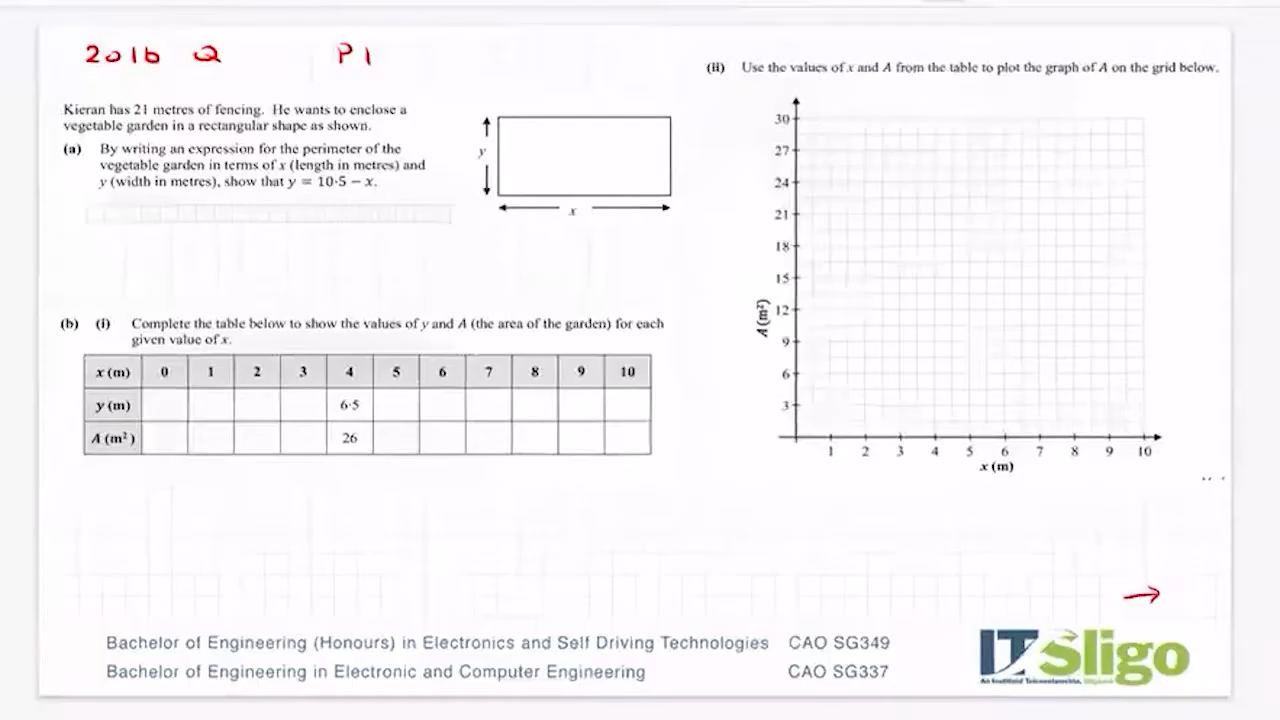 2016 Q P1
Kieran has 21 metres of fencing. He wants to enclose a
vegetable garden in a rectangular shape as shown.
(a) By writing an expression for the perimeter of the
vegetable garden in terms of x (length in metres) and
y (width in metres), show that y = 10·5 − x.
y
x
(b) (i) Complete the table below to show the values of y and A (the area of the garden) for each
given value of x.
x (m) 0 1 2 3 4 5 6 7 8 9 10
y (m) 6·5
A (m²) 26
(ii) Use the values of x and A from the table to plot the graph of A on the grid below.
30
27
24
21
18
15
12
9
6
3
A (m²)
1 2 3 4 5 6 7 8 9 10
x (m)
Bachelor of Engineering (Honours) in Electronics and Self Driving Technologies CAO SG349
Bachelor of Engineering in Electronic and Computer Engineering CAO SG337
IT Sligo